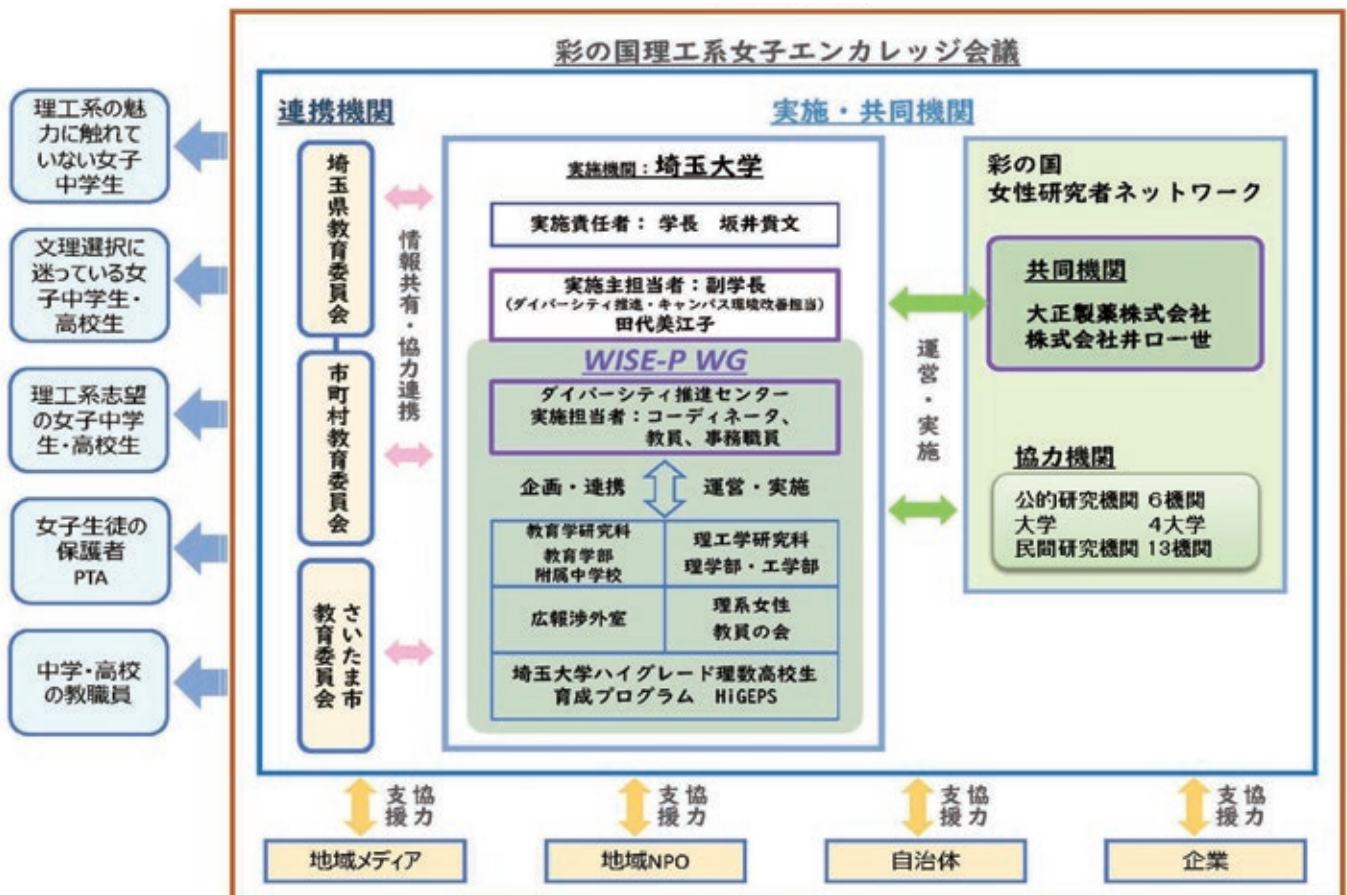 彩の国理工系女子エンカレッジ会議
理工系の魅
力に触れて
いない女子
中学生
文理選択に
迷っている女
子中学生・
高校生
理工系志望
の女子中学
生・高校生
女子生徒の
保護者
PTA
中学・高校
の教職員
連携機関
埼玉県教育委員会
市町村教育委員会
さいたま市
教育委員会
情報共有・協力連携
実施・共同機関
実施機関：埼玉大学
実施責任者： 学長 坂井貴文
実施主担当者：副学長
（ダイバーシティ推進・キャンパス環境改善担当）
田代美江子
WISE-P WG
ダイバーシティ推進センター
実施担当者：コーディネータ、
教員、事務職員
企画・連携
運営・実施
教育学研究科
教育学部
附属中学校
理工学研究科
理学部・工学部
広報渉外室
理系女性
教員の会
埼玉大学ハイグレード理数高校生
育成プログラム HiGEPS
運営・実施
彩の国
女性研究者ネットワーク
共同機関
大正製薬株式会社
株式会社井口一世
協力機関
公的研究機関 6機関
大学 4大学
民間研究機関 13機関
協力
支援
協力
支援
協力
支援
協力
支援
地域メディア
地域NPO
自治体
企業